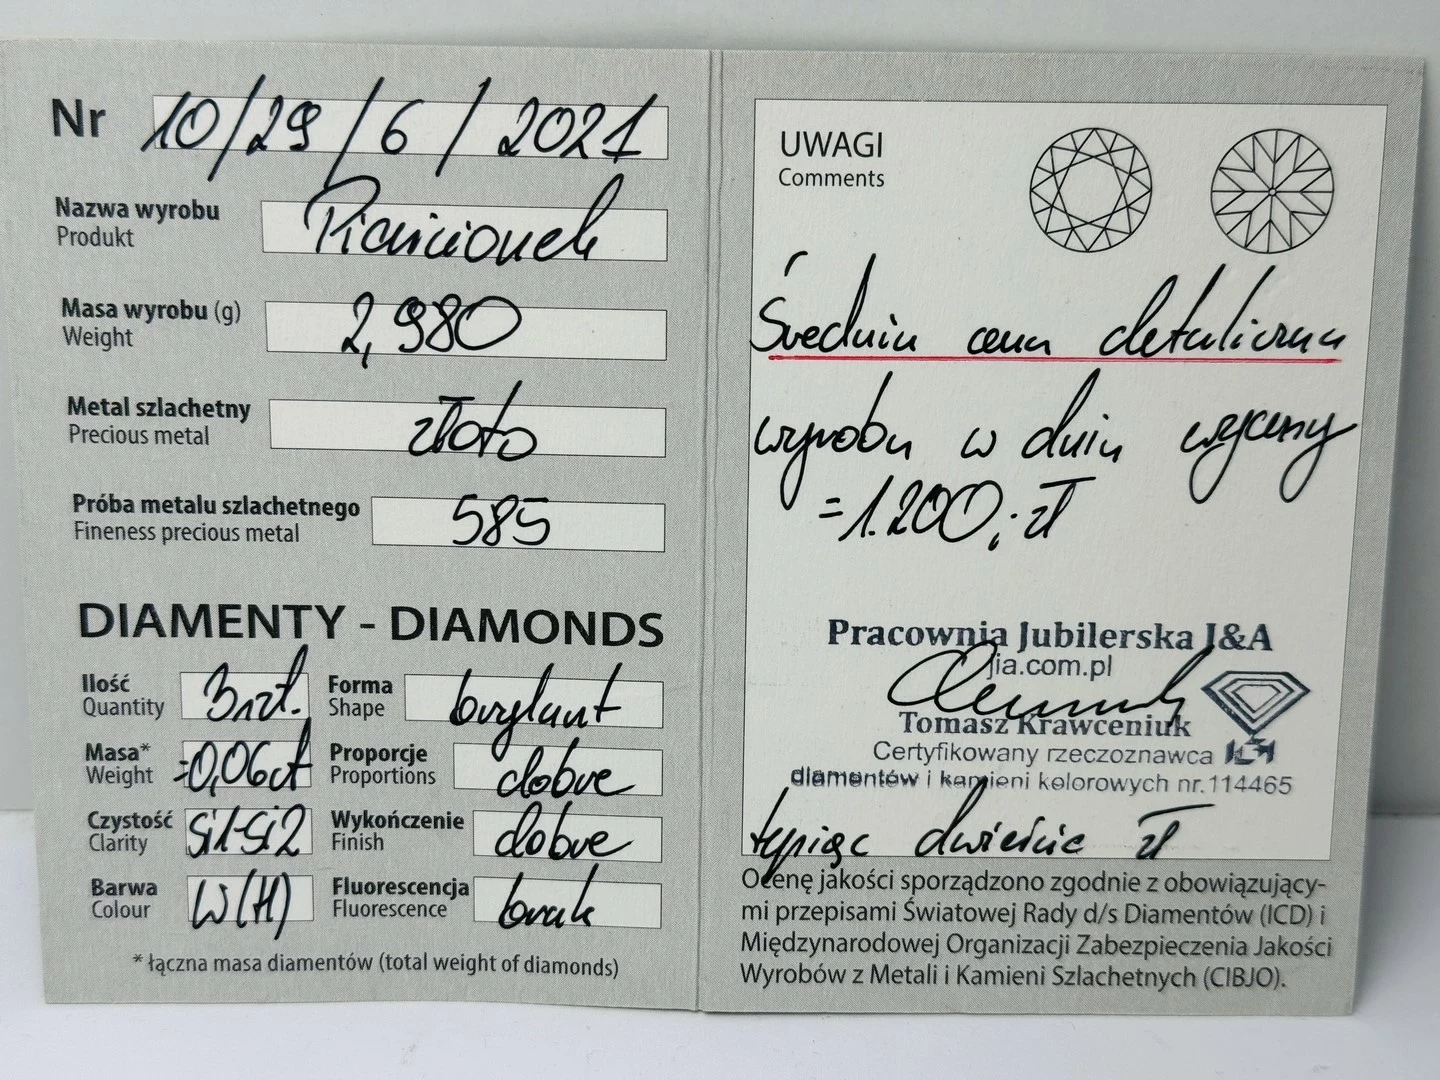 Nr 10/29/6/2021
Nazwa wyrobu
Produkt
Pierścionek
Masa wyrobu (g)
Weight
2,980
Metal szlachetny
Precious metal
złoto
Próba metalu szlachetnego
Fineness precious metal
585
DIAMENTY - DIAMONDS
Ilość
Quantity
3szt.
Forma
Shape
brylant
Masa*
Weight
=0,06ct
Proporcje
Proportions
dobre
Czystość
Clarity
Si1-Si2
Wykończenie
Finish
dobre
Barwa
Colour
W(H)
Fluorescencja
Fluorescence
brak
* łączna masa diamentów (total weight of diamonds)
UWAGI
Comments
Średnia cena detaliczna
wyrobu w dniu wyceny
=1.200,- zł
Pracownia Jubilerska J&A
jia.com.pl
Tomasz Krawceniuk
Certyfikowany rzeczoznawca
diamentów i kamieni kolorowych nr.114465
tysiąc dwieście zł
Ocenę jakości sporządzono zgodnie z obowiązujący-
mi przepisami Światowej Rady d/s Diamentów (ICD) i
Międzynarodowej Organizacji Zabezpieczenia Jakości
Wyrobów z Metali i Kamieni Szlachetnych (CIBJO).